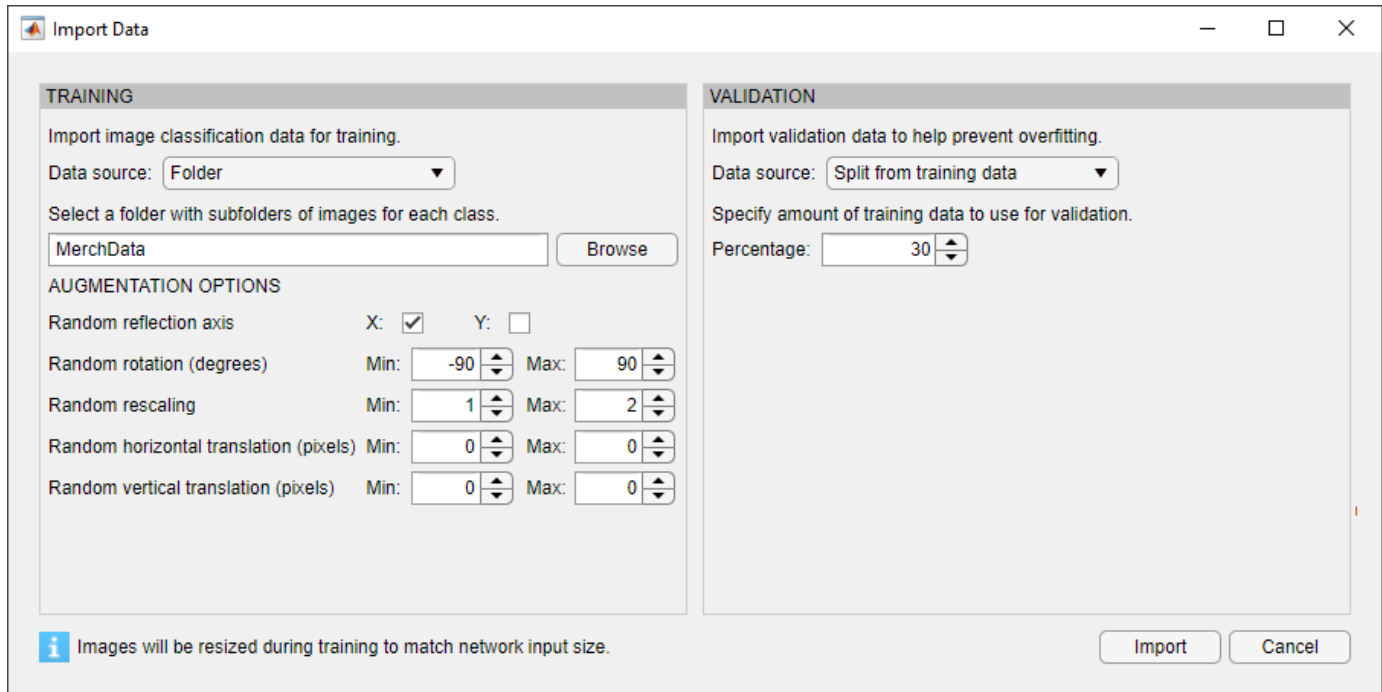 Import Data
TRAINING
Import image classification data for training.
Data source: Folder
Select a folder with subfolders of images for each class.
MerchData Browse
AUGMENTATION OPTIONS
Random reflection axis X: Y:
Random rotation (degrees) Min: -90 Max: 90
Random rescaling Min: 1 Max: 2
Random horizontal translation (pixels) Min: 0 Max: 0
Random vertical translation (pixels) Min: 0 Max: 0
VALIDATION
Import validation data to help prevent overfitting.
Data source: Split from training data
Specify amount of training data to use for validation.
Percentage: 30
Images will be resized during training to match network input size.
Import Cancel